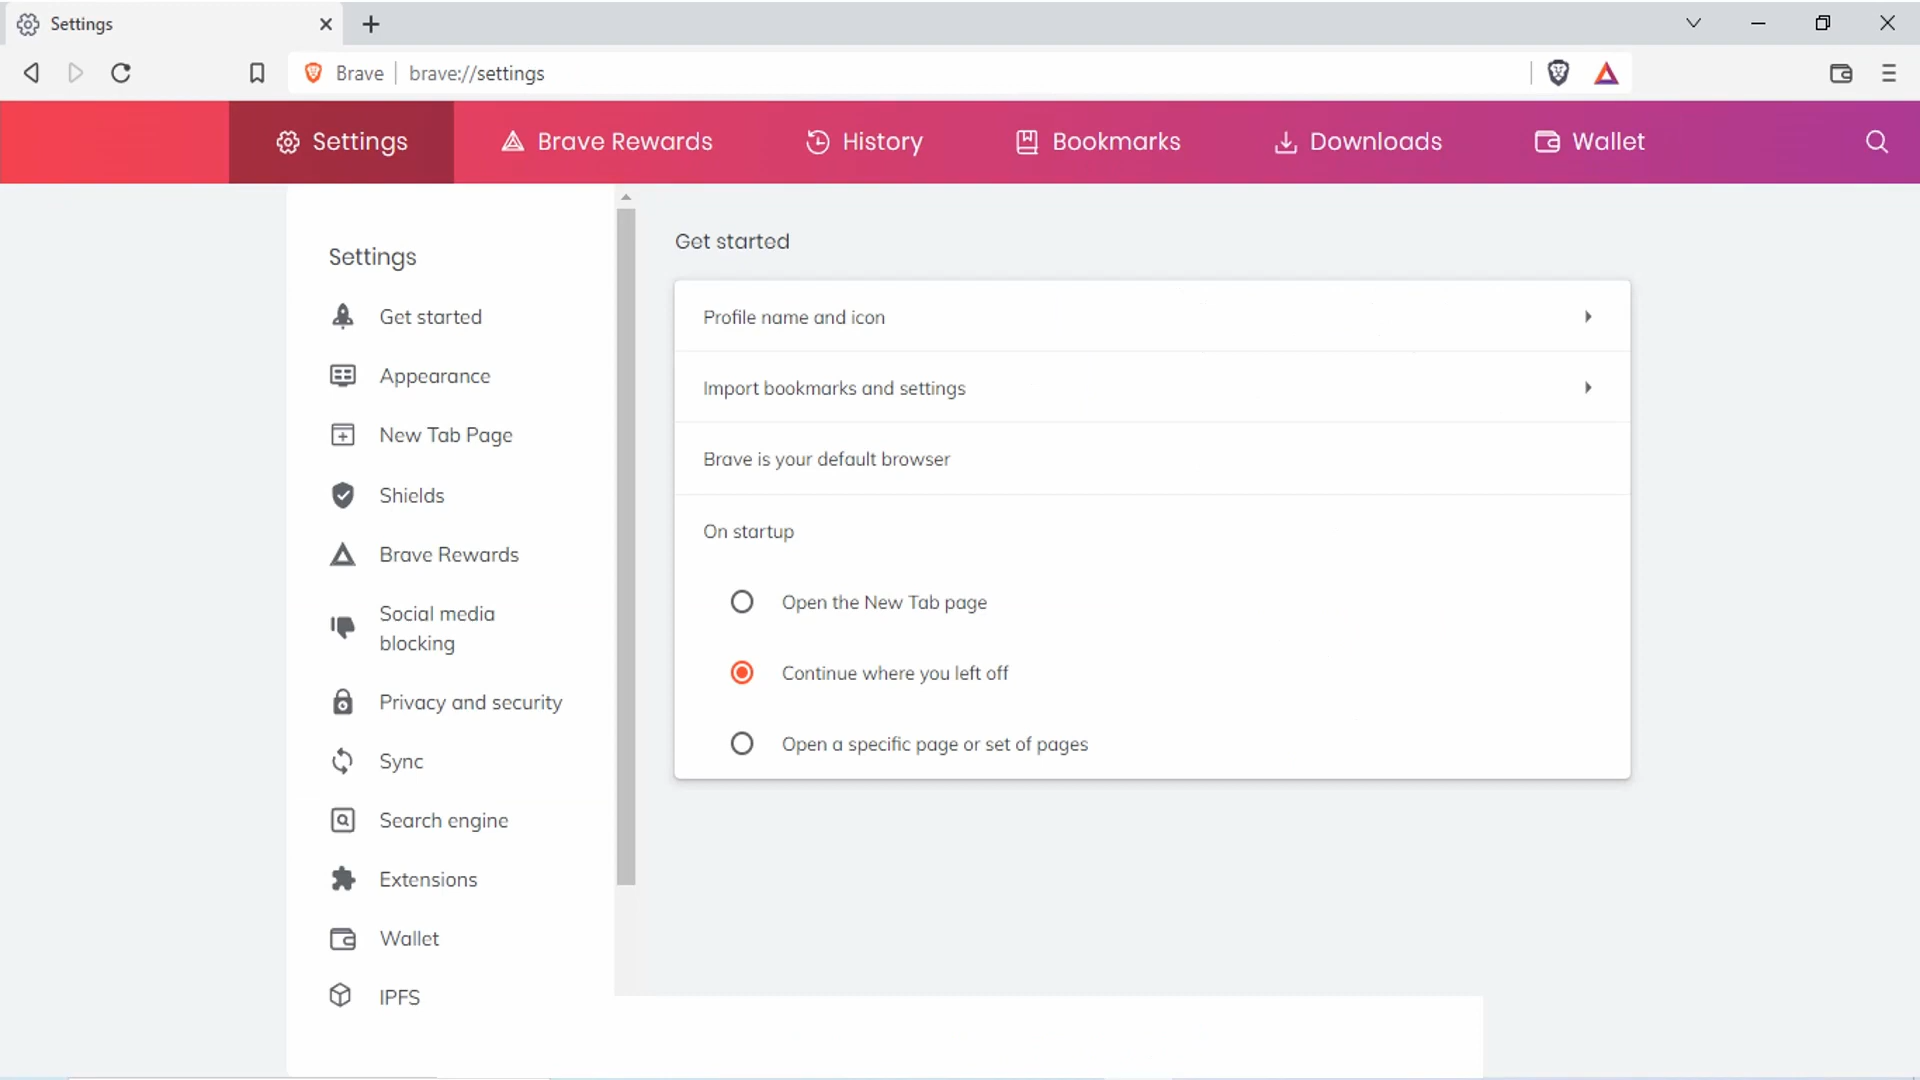 Settings
Brave
brave://settings
Settings
Brave Rewards
History
Bookmarks
Downloads
Wallet
Settings
Get started
Appearance
New Tab Page
Shields
Brave Rewards
Social media
blocking
Privacy and security
Sync
Search engine
Extensions
Wallet
IPFS
Get started
Profile name and icon
Import bookmarks and settings
Brave is your default browser
On startup
Open the New Tab page
Continue where you left off
Open a specific page or set of pages